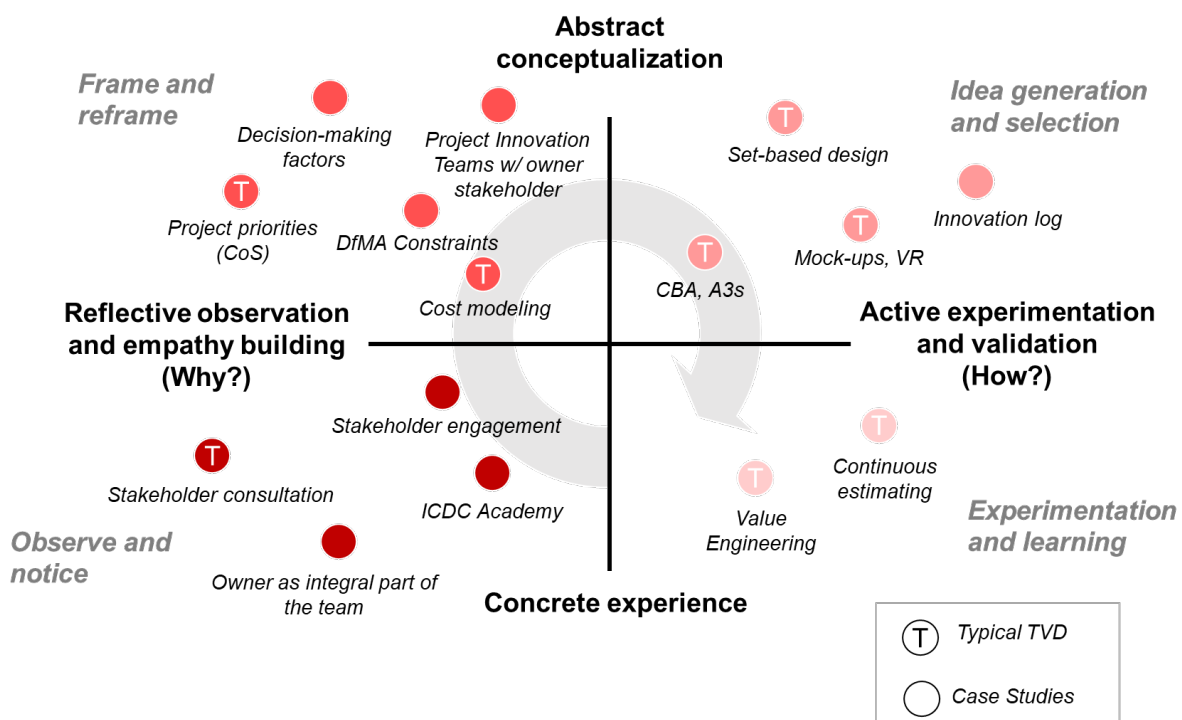 Abstract
conceptualization
Frame and
reframe
Idea generation
and selection
Decision-making
factors
Project Innovation
Teams w/ owner
stakeholder
T
Set-based design
T
Project priorities
(CoS)
DfMA Constraints
Innovation log
T
Mock-ups, VR
T
CBA, A3s
T
Cost modeling
Reflective observation
and empathy building
(Why?)
Active experimentation
and validation
(How?)
Stakeholder engagement
T
Stakeholder consultation
ICDC Academy
T
Continuous
estimating
T
Value
Engineering
Observe and
notice
Owner as integral part of
the team
Experimentation
and learning
Concrete experience
T
Typical TVD
Case Studies